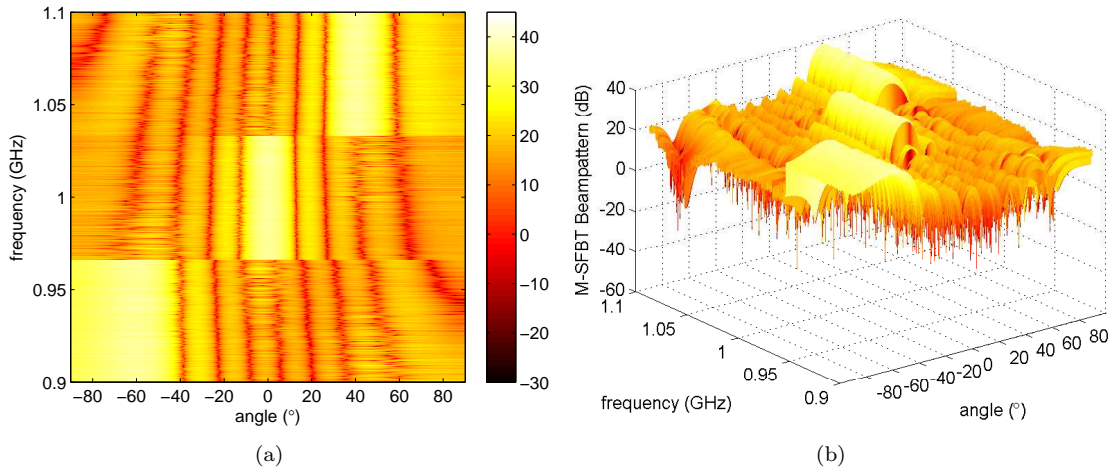 1.1
1.05
1
0.95
0.9
frequency (GHz)
−80 −60 −40 −20 0 20 40 60 80
angle (°)
40
30
20
10
0
−10
−20
−30
(a)
M-SFBT Beampattern (dB)
40
20
0
-20
-40
-60
1.1
1.05
1
0.95
0.9
frequency (GHz)
-80 -60 -40 -20 0 20 40 60 80
angle (°)
(b)